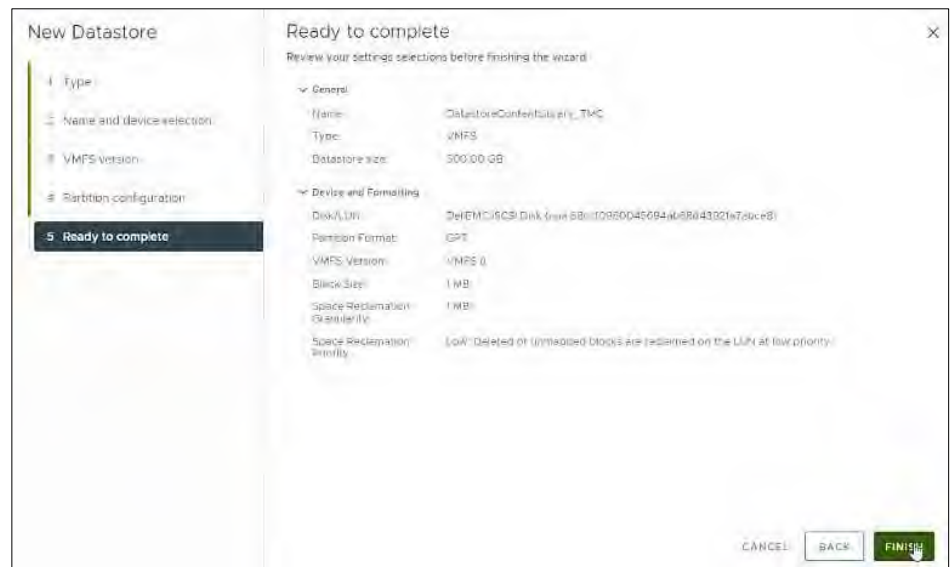 New Datastore
1 Type
2 Name and device selection
3 VMFS version
4 Partition configuration
5 Ready to complete
Ready to complete
Review your settings selections before finishing the wizard
General
Name: DatastoreContentLibrary_TMC
Type: VMFS
Datastore size: 500.00 GB
Device and Formatting
Disk/LUN: DellEMC iSCSI Disk
Partition Format: GPT
VMFS Version: VMFS 6
Block Size: 1 MB
Space Reclamation
Granularity: 1 MB
Space Reclamation
Priority: Low: Deleted or unmapped blocks are reclaimed on the LUN at low priority
CANCEL
BACK
FINISH